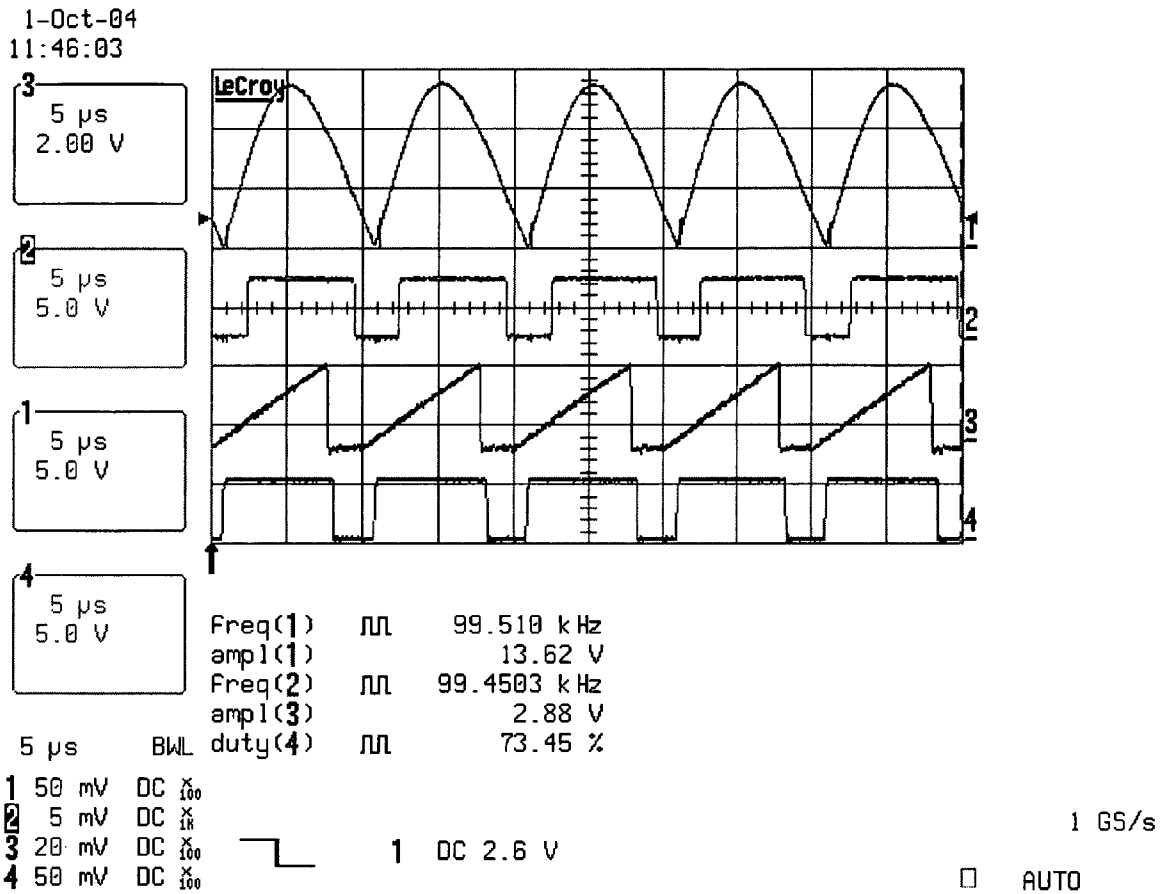 1-Oct-04
11:46:03
LeCroy
3
5 µs
2.00 V
2
5 µs
5.0 V
1
5 µs
5.0 V
4
5 µs
5.0 V
1
2
3
4
Freq(1) 99.510 kHz
ampl(1) 13.62 V
Freq(2) 99.4503 kHz
ampl(3) 2.88 V
duty(4) 73.45 %
5 µs BWL
1 50 mV DC X100
2 5 mV DC X1K
3 20 mV DC X100
4 50 mV DC X100
1 DC 2.6 V
1 GS/s
AUTO